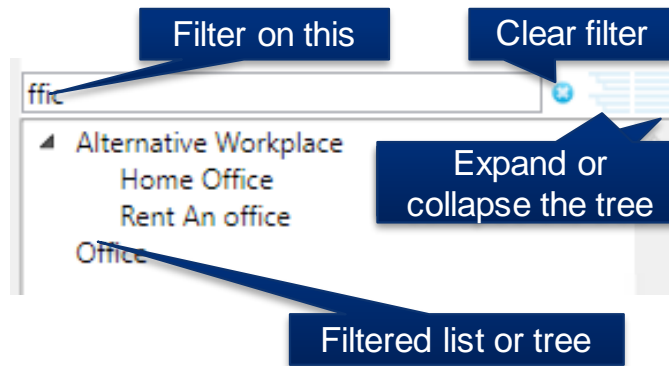 Filter on this
Clear filter
ffic
Alternative Workplace
Home Office
Rent An office
Office
Expand or
collapse the tree
Filtered list or tree